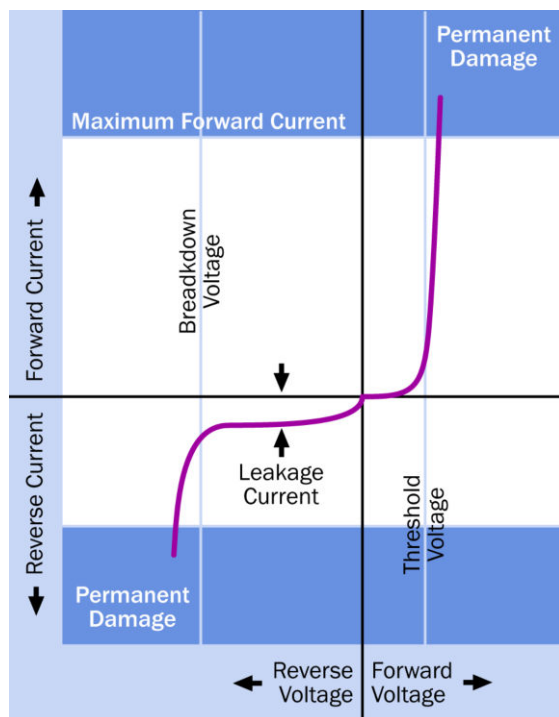 Permanent
Damage
Maximum Forward Current
Forward Current
Breadkdown
Voltage
Reverse Current
Leakage
Current
Threshold
Voltage
Permanent
Damage
Reverse
Voltage
Forward
Voltage